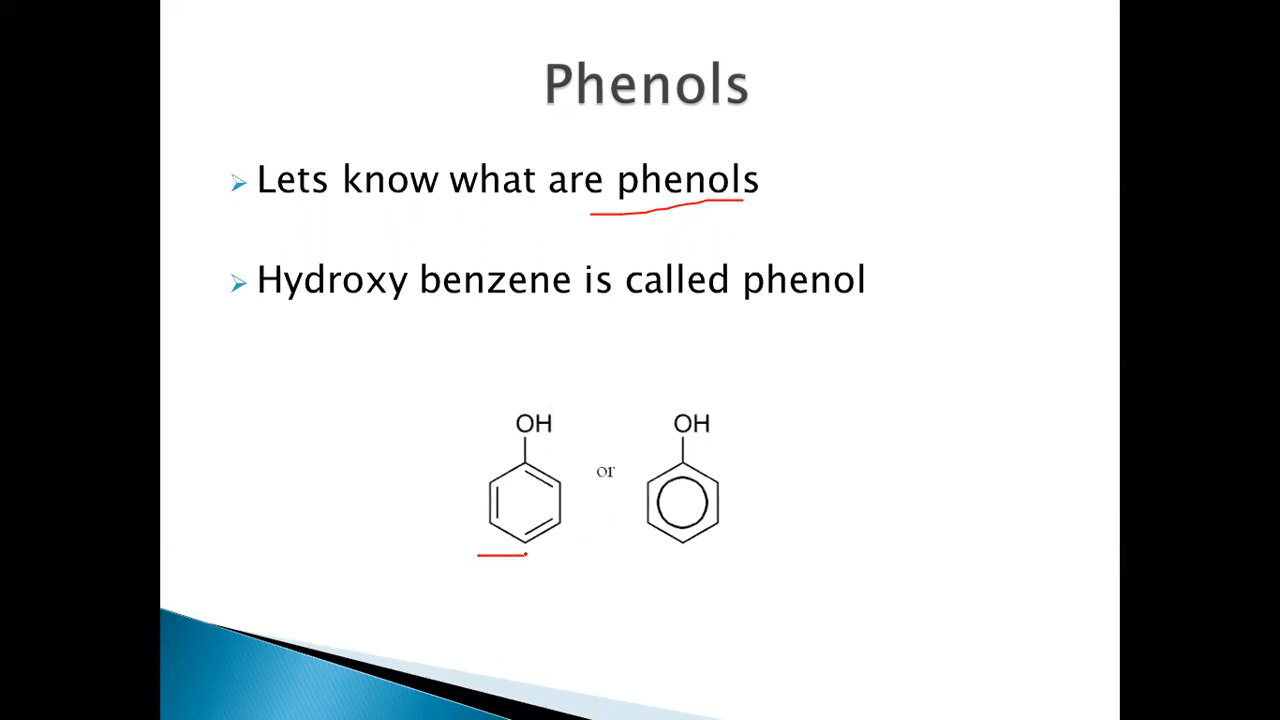 Phenols
Lets know what are phenols
Hydroxy benzene is called phenol
OH
OH
or